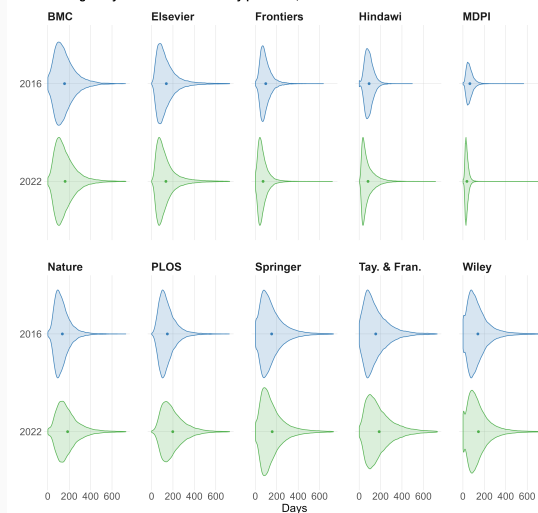 BMC Elsevier Frontiers Hindawi MDPI
2016
2022
Nature PLOS Springer Tay. & Fran. Wiley
2016
2022
0 200 400 600 0 200 400 600 0 200 400 600 0 200 400 600 0 200 400 600
Days